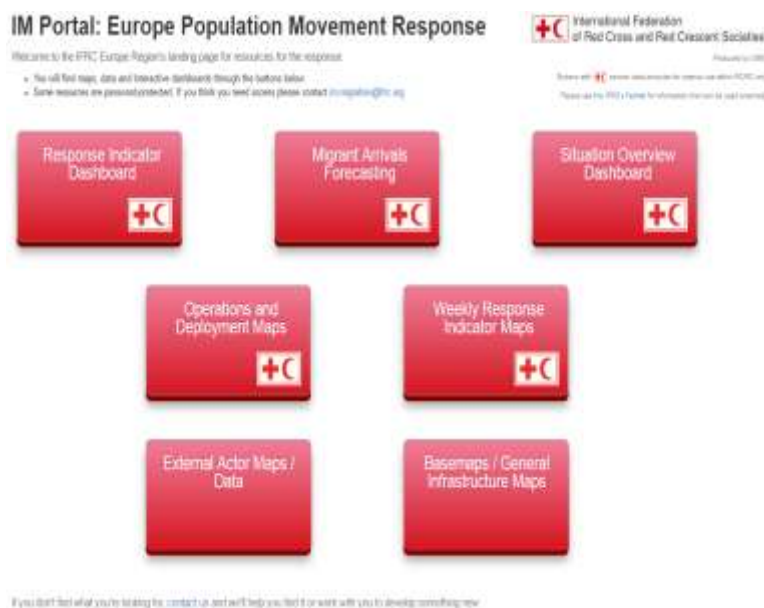 IM Portal: Europe Population Movement Response
International Federation
of Red Cross and Red Crescent Societies
Welcome to the IFRC Europe Region's landing page for resources for the response.
You will find maps, data and interactive dashboards through the buttons below
Some resources are password protected. If you think you need access please contact
Response Indicator
Dashboard
Migrant Arrivals
Forecasting
Situation Overview
Dashboard
Operations and
Deployment Maps
Weekly Response
Indicator Maps
External Actor Maps /
Data
Basemaps / General
Infrastructure Maps
If you don't find what you're looking for, contact us and we'll help you find it or work with you to develop something new